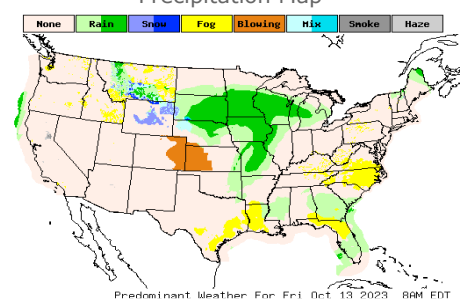 Precipitation Map
None Rain Snow Fog Blowing Mix Smoke Haze
Predominant Weather For Fri Oct 13 2023 8AM EDT